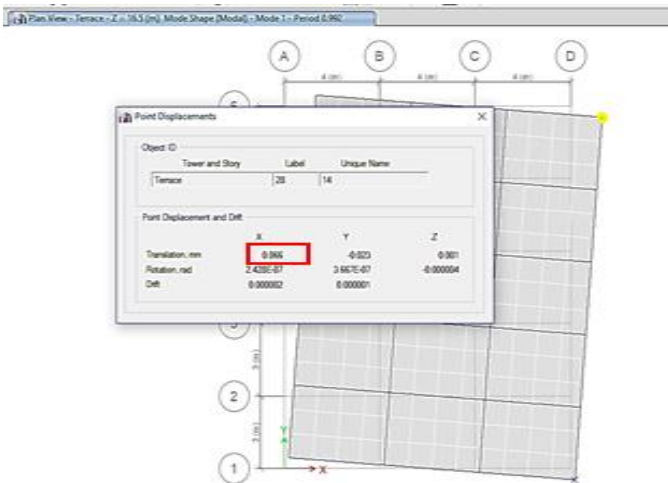 Plan View - Terrace - Z = 16.5 (m) Mode Shape (Modal) - Mode 1 - Period 0.992
A B C D
4 (m) 4 (m) 4 (m)
Point Displacements
Object ID
Tower and Story Label Unique Name
Terrace 28 14
Point Displacement and Drift
X Y Z
Translation, mm 0.066 -0.023 0.001
Rotation, rad 2.428E-07 3.667E-07 -0.000004
Drift 0.000002 0.000001
3 (m)
2
3 (m)
Y
1
X